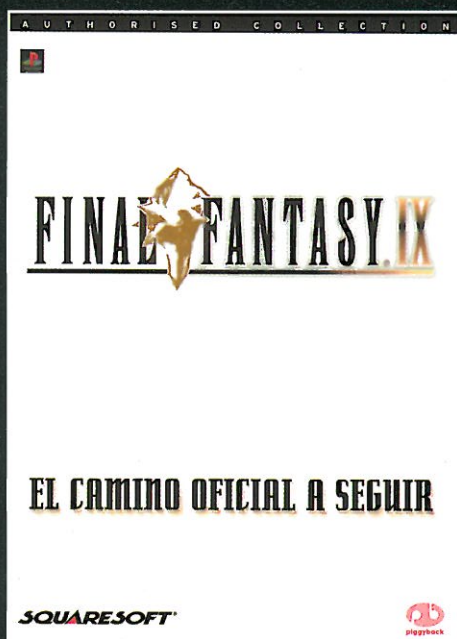 AUTHORISED COLLECTION
FINAL FANTASY. IX
EL CAMINO OFICIAL A SEGUIR
SQUARESOFT®
piggyback